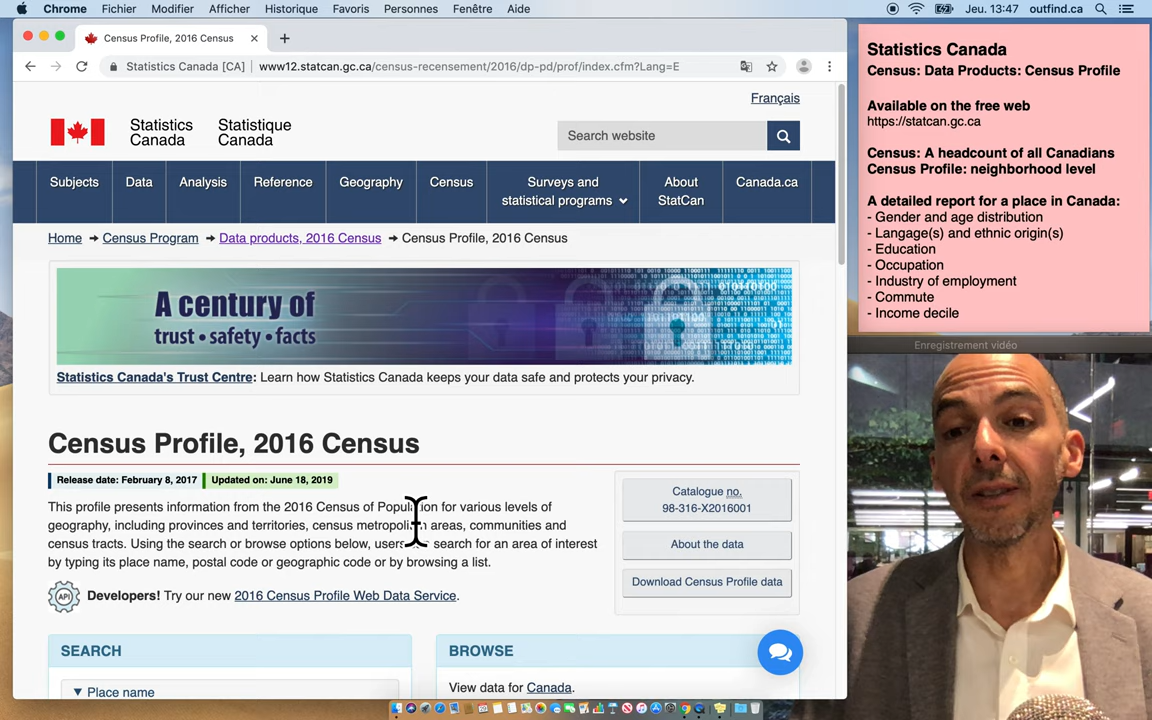 Chrome Fichier Modifier Afficher Historique Favoris Personnes Fenêtre Aide Jeu. 13:47 outfind.ca
Census Profile, 2016 Census
Statistics Canada [CA] www12.statcan.gc.ca/census-recensement/2016/dp-pd/prof/index.cfm?Lang=E
Français
Statistics
Canada
Statistique
Canada
Search website
Subjects Data Analysis Reference Geography Census Surveys and
statistical programs About
StatCan Canada.ca
Home → Census Program → Data products, 2016 Census → Census Profile, 2016 Census
A century of
trust • safety • facts
Statistics Canada's Trust Centre: Learn how Statistics Canada keeps your data safe and protects your privacy.
Census Profile, 2016 Census
Release date: February 8, 2017 Updated on: June 18, 2019
This profile presents information from the 2016 Census of Population for various levels of
geography, including provinces and territories, census metropolitan areas, communities and
census tracts. Using the search or browse options below, users search for an area of interest
by typing its place name, postal code or geographic code or by browsing a list.
API
Developers! Try our new 2016 Census Profile Web Data Service.
Catalogue no.
98-316-X2016001
About the data
Download Census Profile data
SEARCH
▼ Place name
BROWSE
View data for Canada.
Statistics Canada
Census: Data Products: Census Profile
Available on the free web
https://statcan.gc.ca
Census: A headcount of all Canadians
Census Profile: neighborhood level
A detailed report for a place in Canada:
- Gender and age distribution
- Langage(s) and ethnic origin(s)
- Education
- Occupation
- Industry of employment
- Commute
- Income decile
Enregistrement vidéo